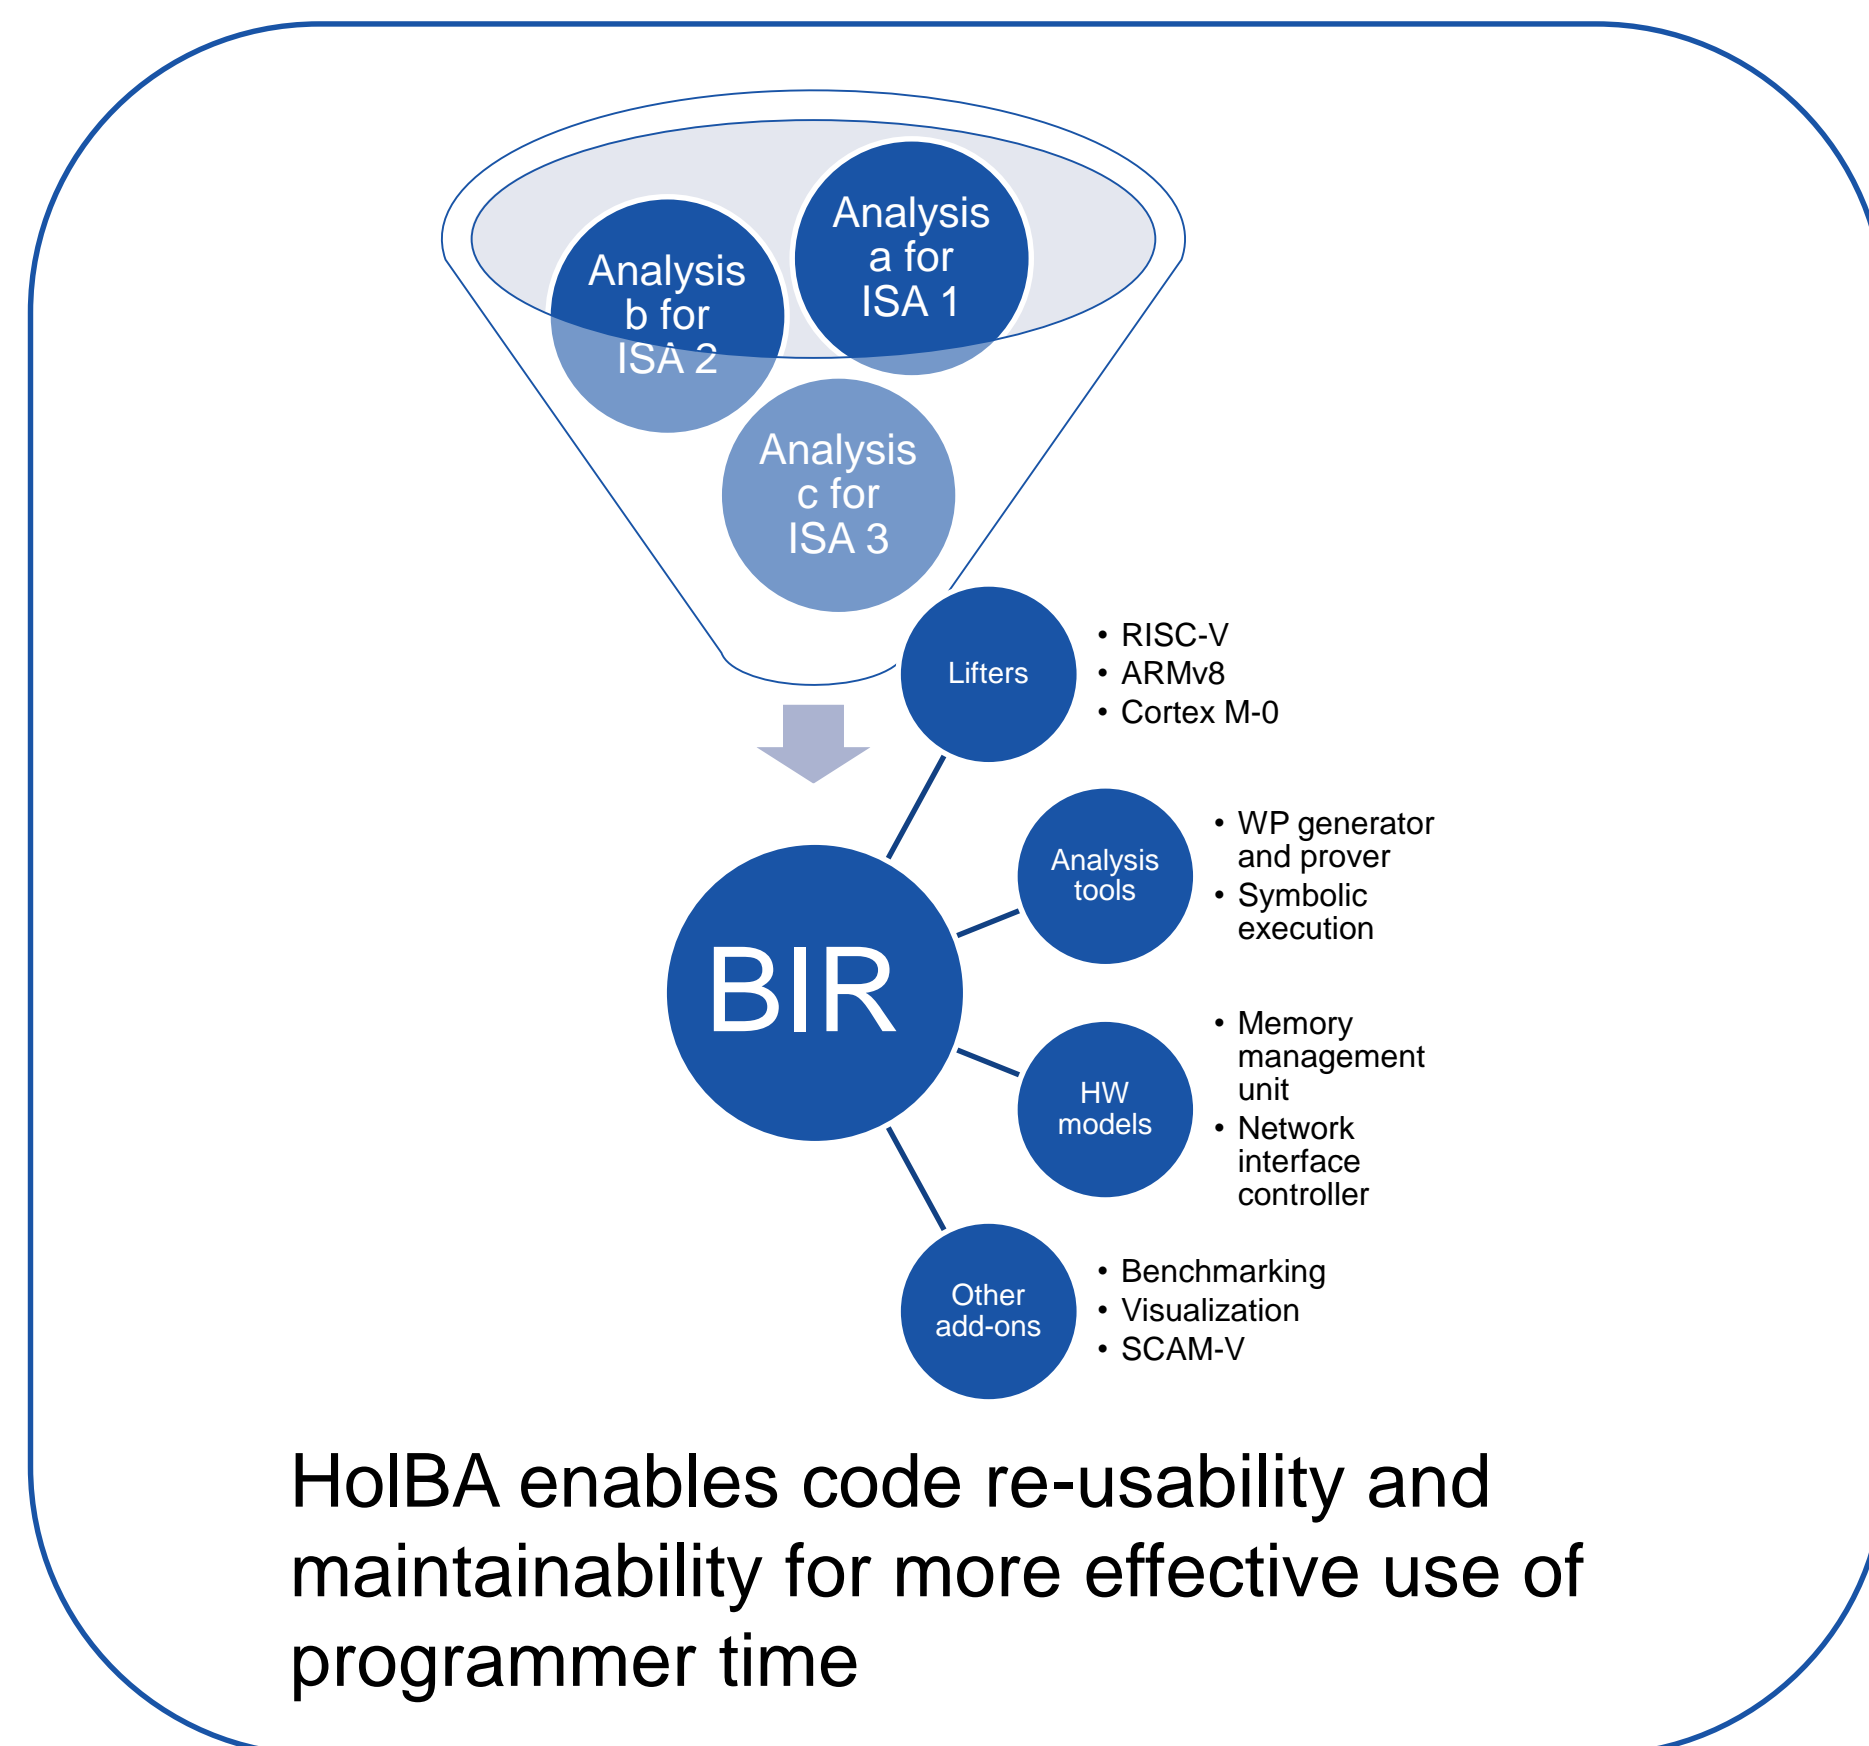 Analysis
a for
ISA 1
Analysis
b for
ISA 2
Analysis
c for
ISA 3
Lifters
• RISC-V
• ARMv8
• Cortex M-0
Analysis
tools
• WP generator
and prover
• Symbolic
execution
BIR
HW
models
• Memory
management
unit
• Network
interface
controller
Other
add-ons
• Benchmarking
• Visualization
• SCAM-V
HolBA enables code re-usability and
maintainability for more effective use of
programmer time